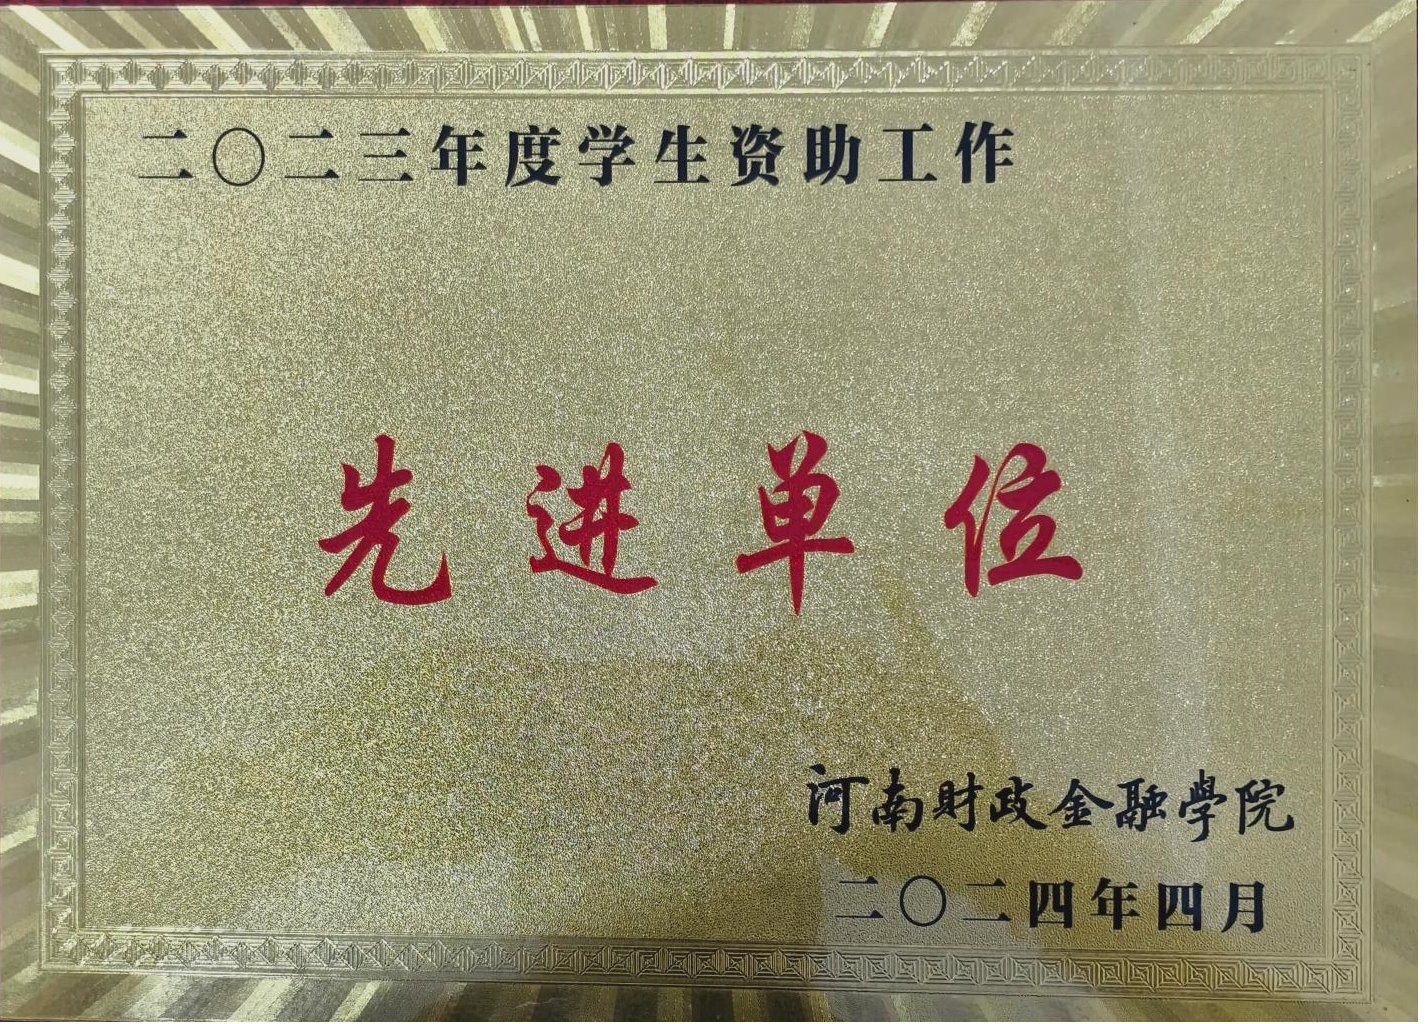 二〇二三年度学生资助工作
先进单位
河南财政金融學院
二〇二四年四月